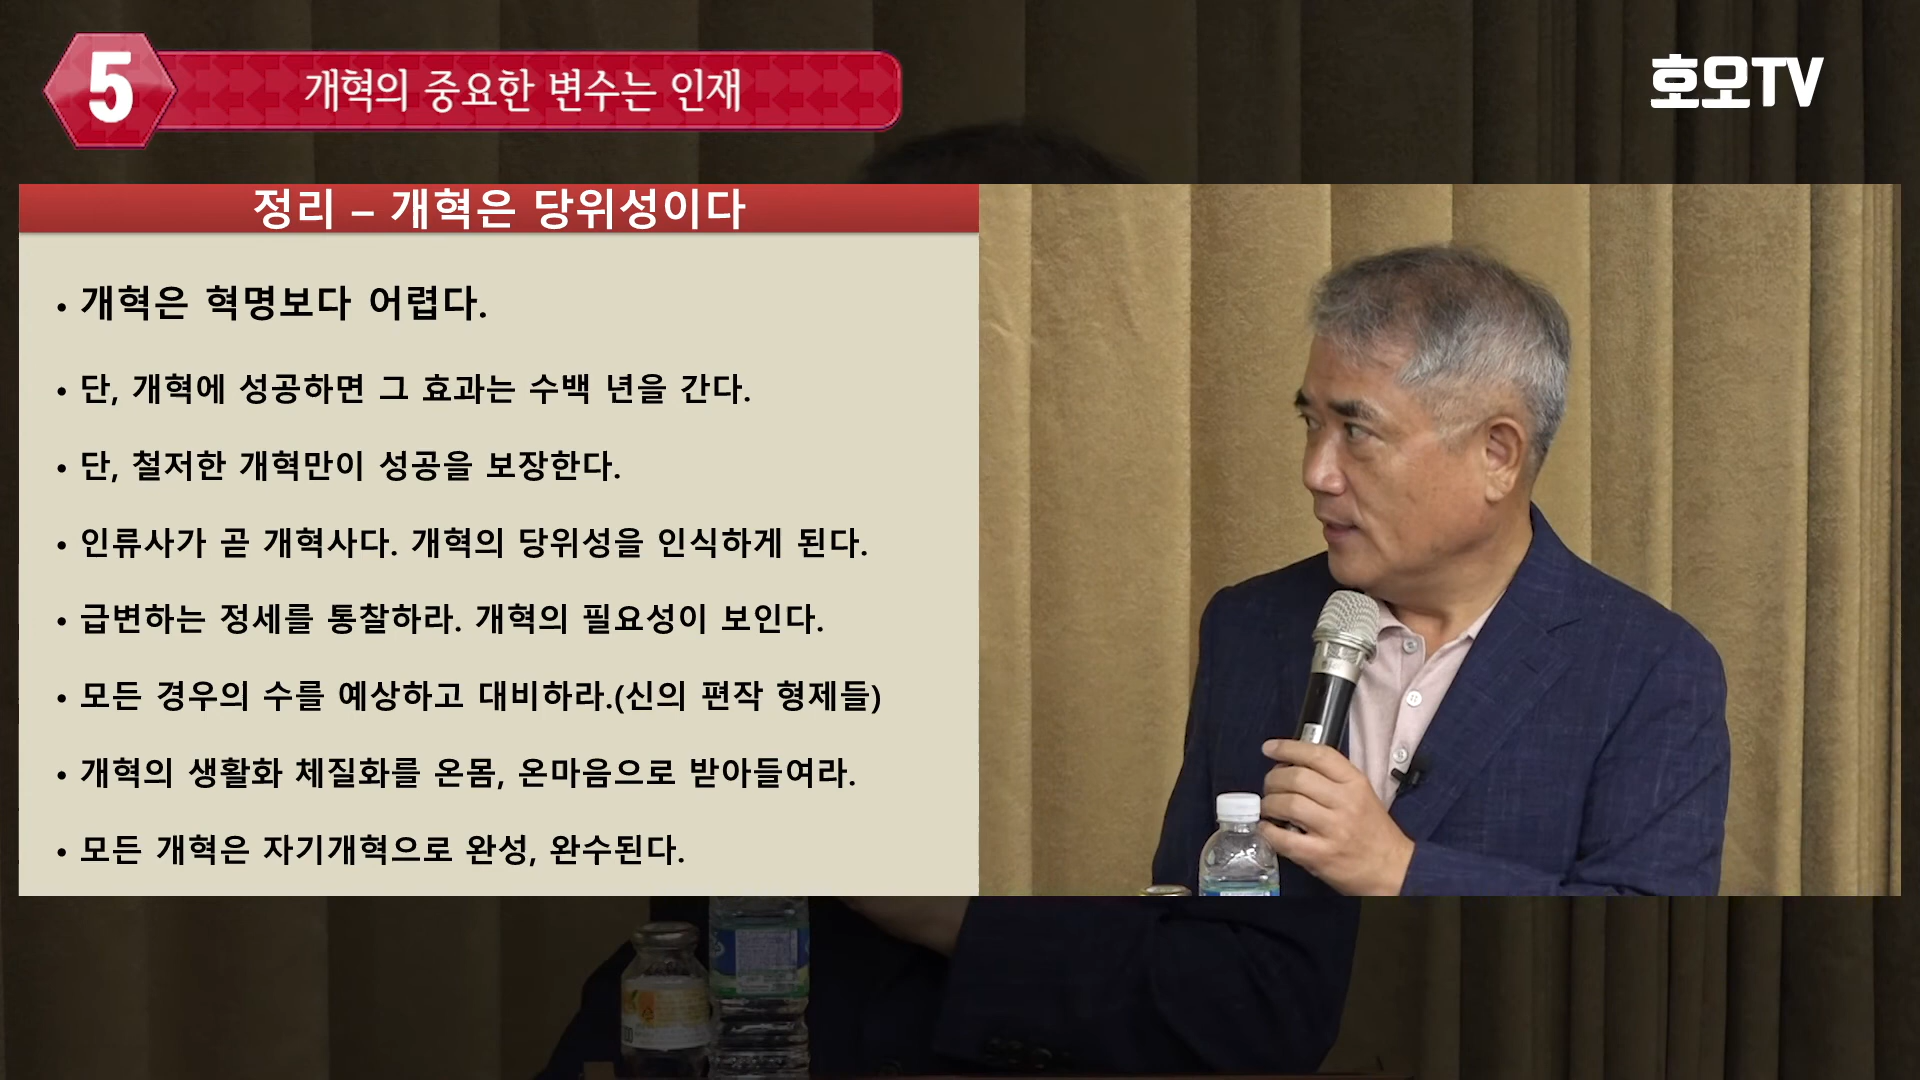 5
개혁의 중요한 변수는 인재
호오TV
정리 – 개혁은 당위성이다
• 개혁은 혁명보다 어렵다.
• 단, 개혁에 성공하면 그 효과는 수백 년을 간다.
• 단, 철저한 개혁만이 성공을 보장한다.
• 인류사가 곧 개혁사다. 개혁의 당위성을 인식하게 된다.
• 급변하는 정세를 통찰하라. 개혁의 필요성이 보인다.
• 모든 경우의 수를 예상하고 대비하라.(신의 편작 형제들)
• 개혁의 생활화 체질화를 온몸, 온마음으로 받아들여라.
• 모든 개혁은 자기개혁으로 완성, 완수된다.